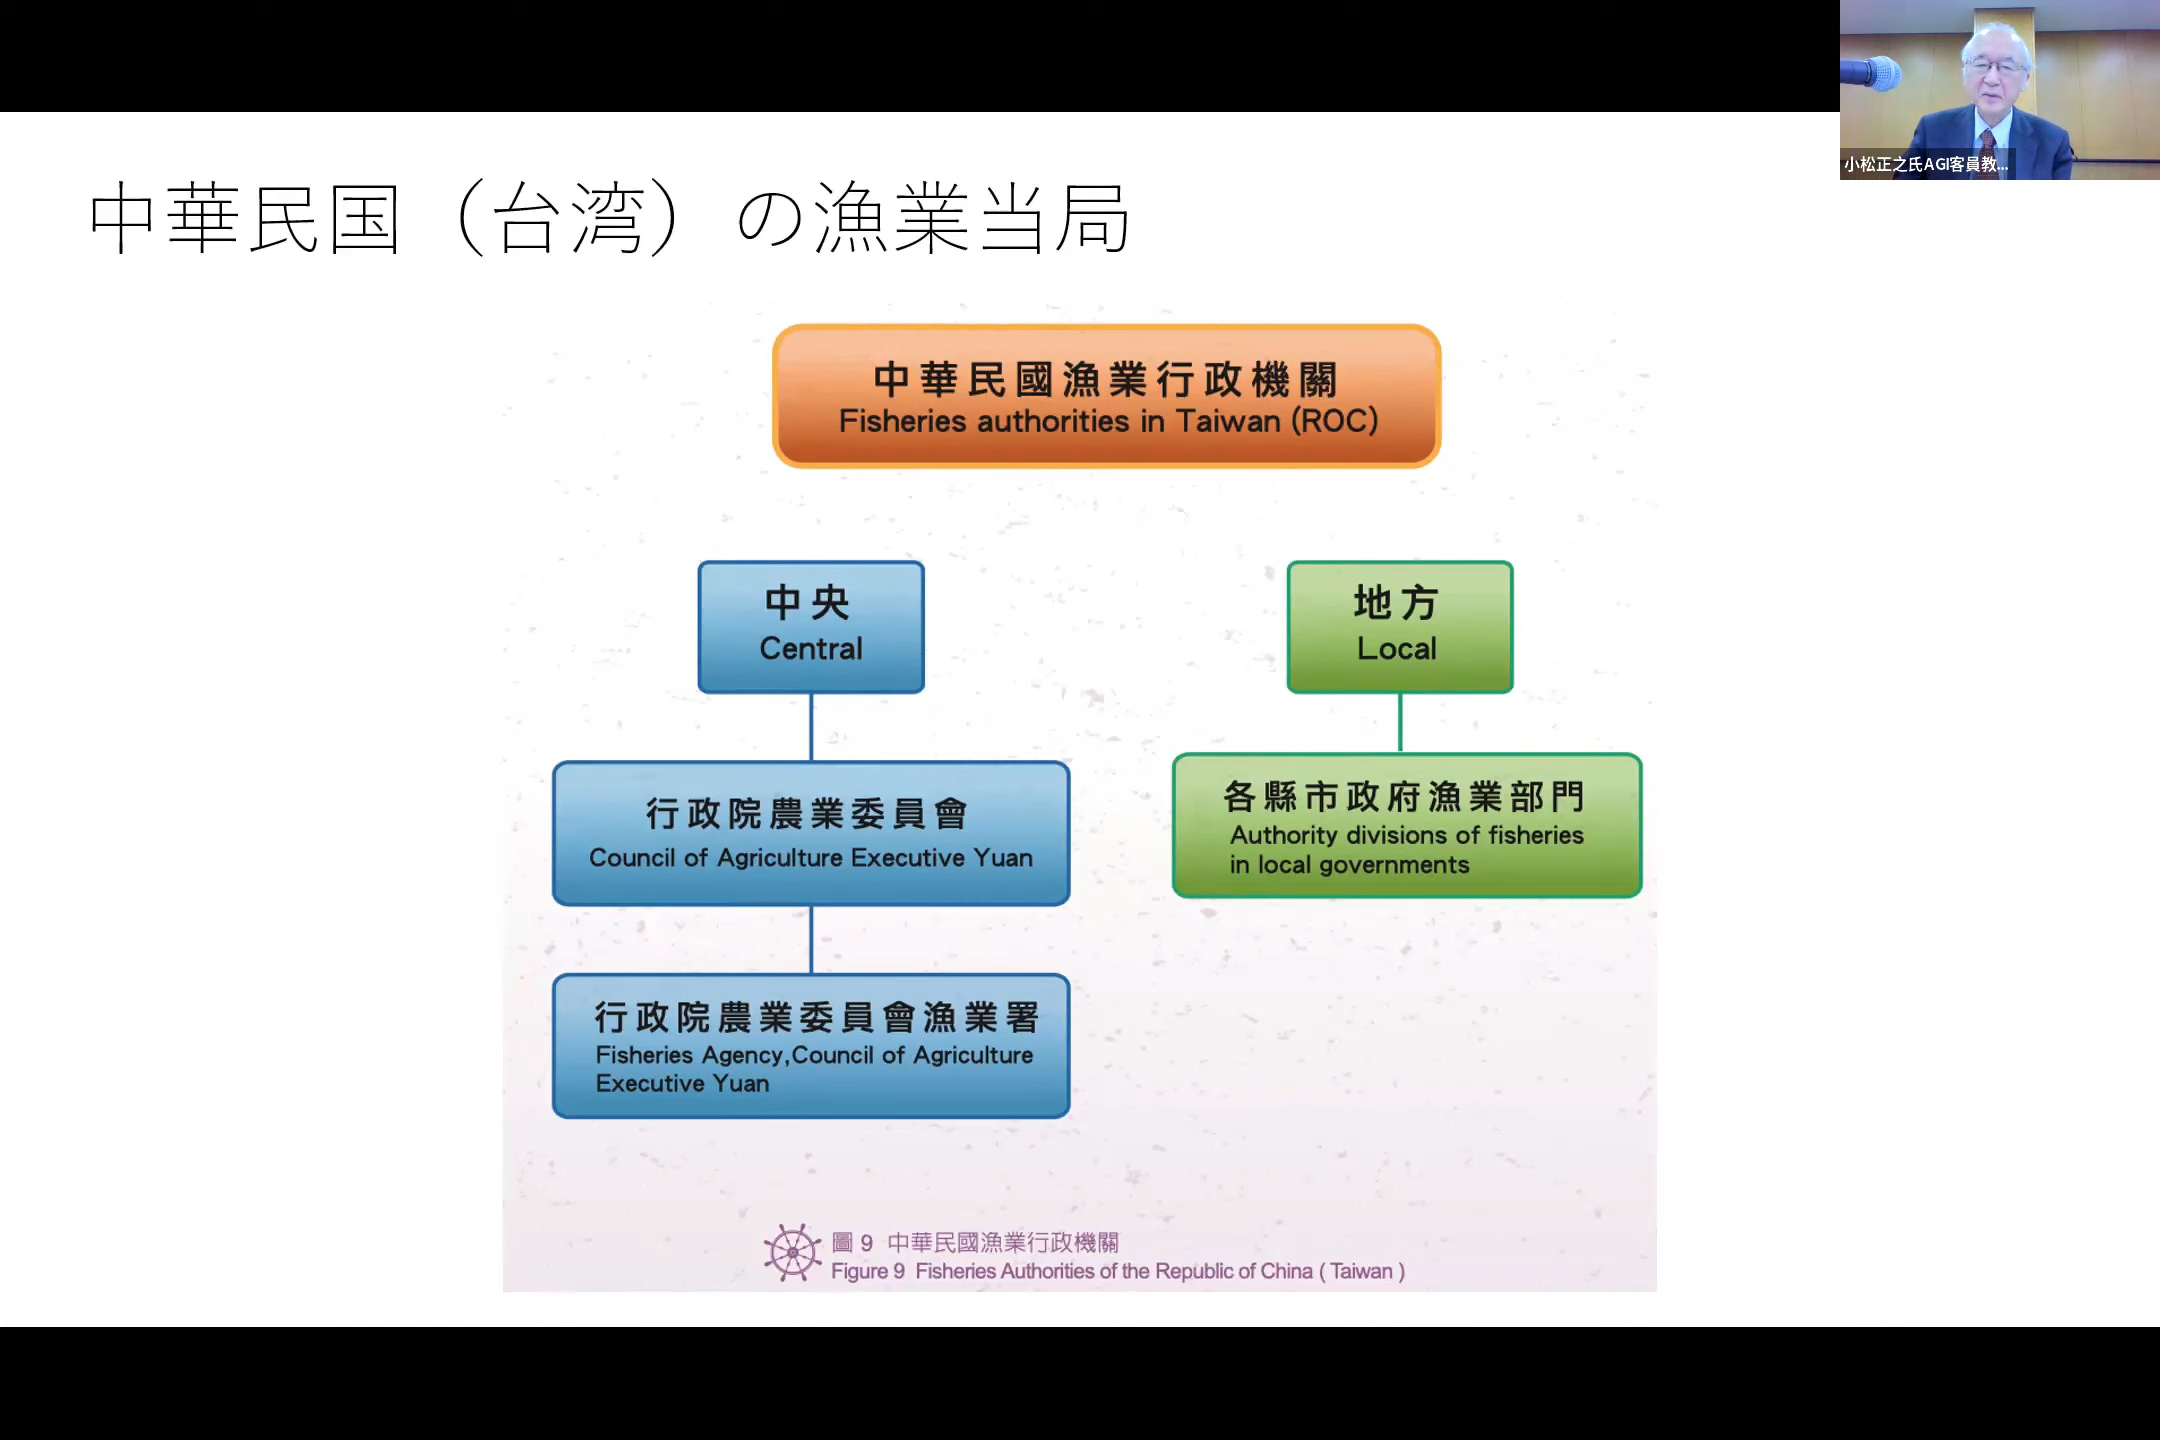 小松正之氏AGI客員教...
中華民国（台湾）の漁業当局
中華民國漁業行政機關
Fisheries authorities in Taiwan (ROC)
中央
Central
地方
Local
行政院農業委員會
Council of Agriculture Executive Yuan
各縣市政府漁業部門
Authority divisions of fisheries
in local governments
行政院農業委員會漁業署
Fisheries Agency,Council of Agriculture
Executive Yuan
圖 9 中華民國漁業行政機關
Figure 9 Fisheries Authorities of the Republic of China ( Taiwan )